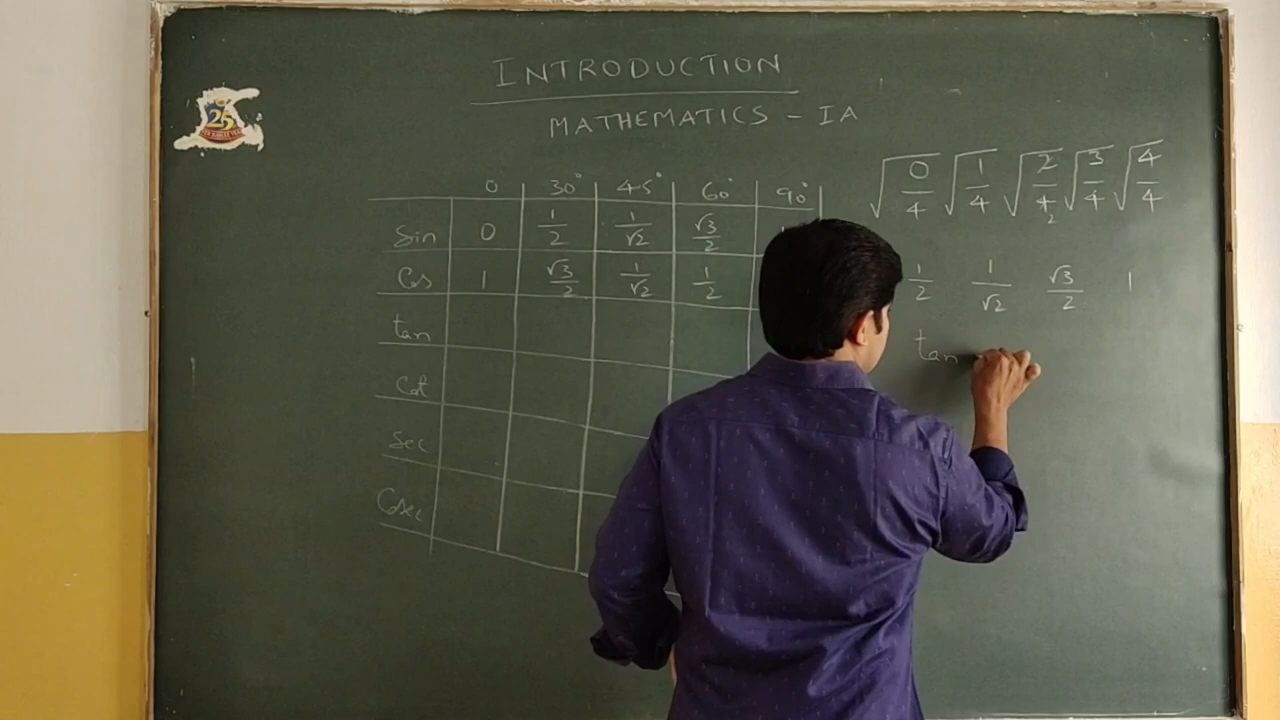 INTRODUCTION
MATHEMATICS - IA
25
0 30° 45° 60° 90°
Sin 0 1/2 1/√2 √3/2
Cos 1 √3/2 1/√2 1/2
tan
Cot
Sec
Cosec
√0/4 √1/4 √2/4 2 √3/4 √4/4
1/2 1/√2 √3/2 1
tan